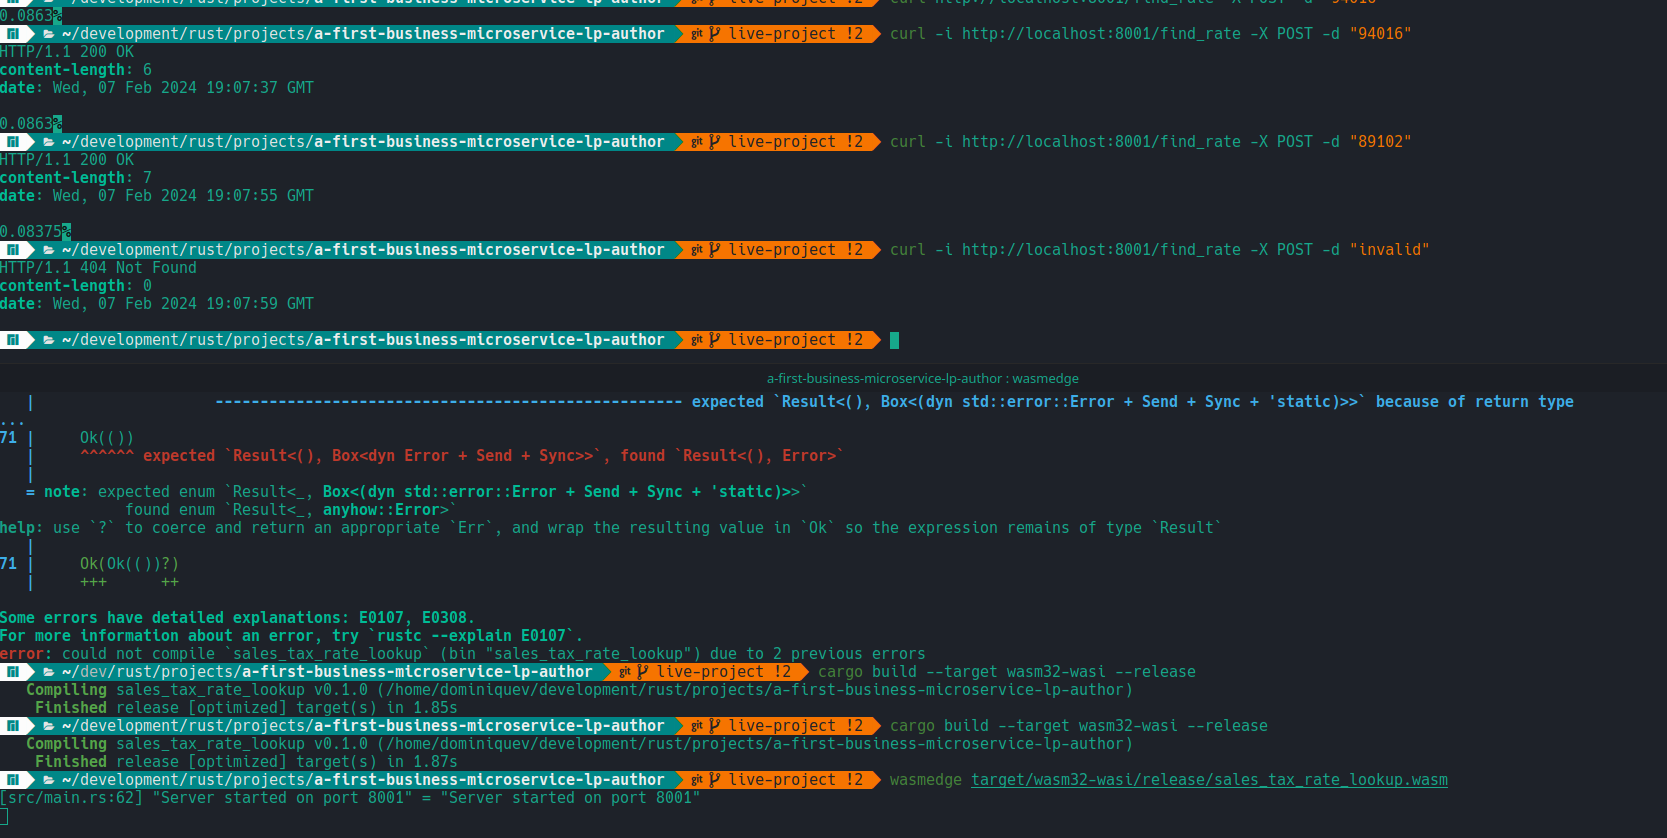 curl http://localhost:8001/find_rate -X POST -d "94016"
0.0863%
~/development/rust/projects/a-first-business-microservice-lp-author git live-project !2 curl -i http://localhost:8001/find_rate -X POST -d "94016"
HTTP/1.1 200 OK
content-length: 6
date: Wed, 07 Feb 2024 19:07:37 GMT
0.0863%
~/development/rust/projects/a-first-business-microservice-lp-author git live-project !2 curl -i http://localhost:8001/find_rate -X POST -d "89102"
HTTP/1.1 200 OK
content-length: 7
date: Wed, 07 Feb 2024 19:07:55 GMT
0.08375%
~/development/rust/projects/a-first-business-microservice-lp-author git live-project !2 curl -i http://localhost:8001/find_rate -X POST -d "invalid"
HTTP/1.1 404 Not Found
content-length: 0
date: Wed, 07 Feb 2024 19:07:59 GMT
~/development/rust/projects/a-first-business-microservice-lp-author git live-project !2
a-first-business-microservice-lp-author : wasmedge
| ---------------------------------------------------- expected `Result<(), Box<(dyn std::error::Error + Send + Sync + 'static)>>` because of return type
...
71 | Ok(())
| ^^^^^^ expected `Result<(), Box<dyn Error + Send + Sync>>`, found `Result<(), Error>`
|
= note: expected enum `Result<_, Box<(dyn std::error::Error + Send + Sync + 'static)>>`
found enum `Result<_, anyhow::Error>`
help: use `?` to coerce and return an appropriate `Err`, and wrap the resulting value in `Ok` so the expression remains of type `Result`
|
71 | Ok(Ok(())?)
| +++ ++
Some errors have detailed explanations: E0107, E0308.
For more information about an error, try `rustc --explain E0107`.
error: could not compile `sales_tax_rate_lookup` (bin "sales_tax_rate_lookup") due to 2 previous errors
~/dev/rust/projects/a-first-business-microservice-lp-author git live-project !2 cargo build --target wasm32-wasi --release
Compiling sales_tax_rate_lookup v0.1.0 (/home/dominiquev/development/rust/projects/a-first-business-microservice-lp-author)
Finished release [optimized] target(s) in 1.85s
~/development/rust/projects/a-first-business-microservice-lp-author git live-project !2 cargo build --target wasm32-wasi --release
Compiling sales_tax_rate_lookup v0.1.0 (/home/dominiquev/development/rust/projects/a-first-business-microservice-lp-author)
Finished release [optimized] target(s) in 1.87s
~/development/rust/projects/a-first-business-microservice-lp-author git live-project !2 wasmedge target/wasm32-wasi/release/sales_tax_rate_lookup.wasm
[src/main.rs:62] "Server started on port 8001" = "Server started on port 8001"